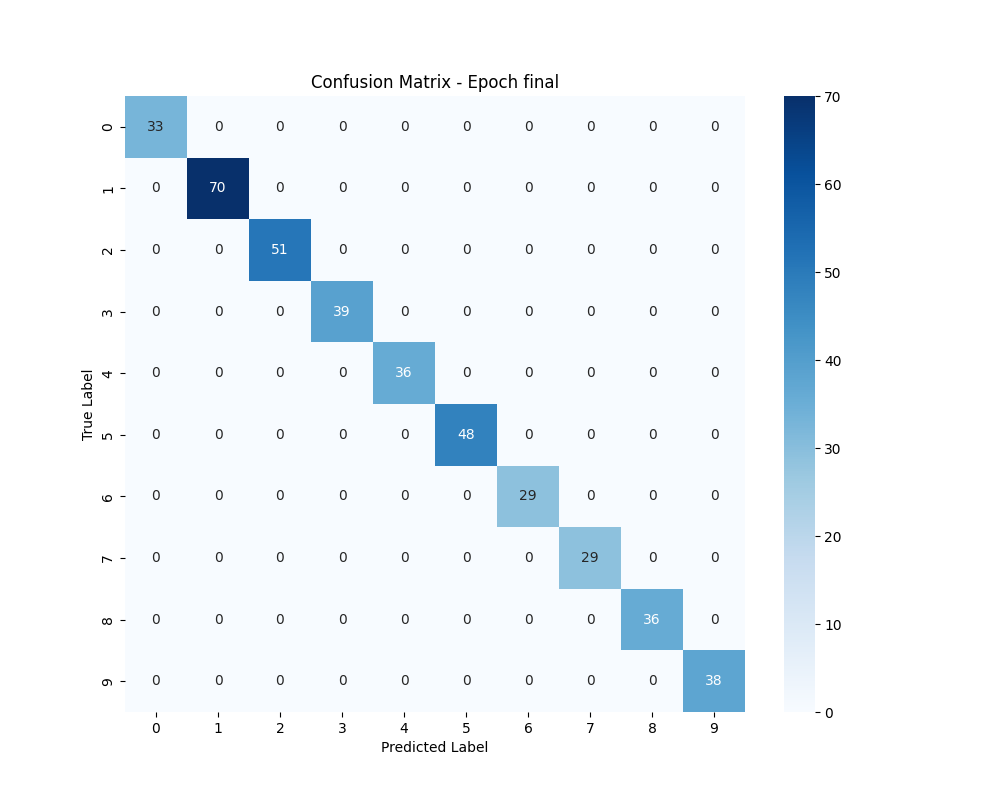 Confusion Matrix - Epoch final
0 33 0 0 0 0 0 0 0 0 0
1 0 70 0 0 0 0 0 0 0 0
2 0 0 51 0 0 0 0 0 0 0
3 0 0 0 39 0 0 0 0 0 0
4 0 0 0 0 36 0 0 0 0 0
5 0 0 0 0 0 48 0 0 0 0
6 0 0 0 0 0 0 29 0 0 0
7 0 0 0 0 0 0 0 29 0 0
8 0 0 0 0 0 0 0 0 36 0
9 0 0 0 0 0 0 0 0 0 38
0 1 2 3 4 5 6 7 8 9
Predicted Label
True Label
70
60
50
40
30
20
10
0